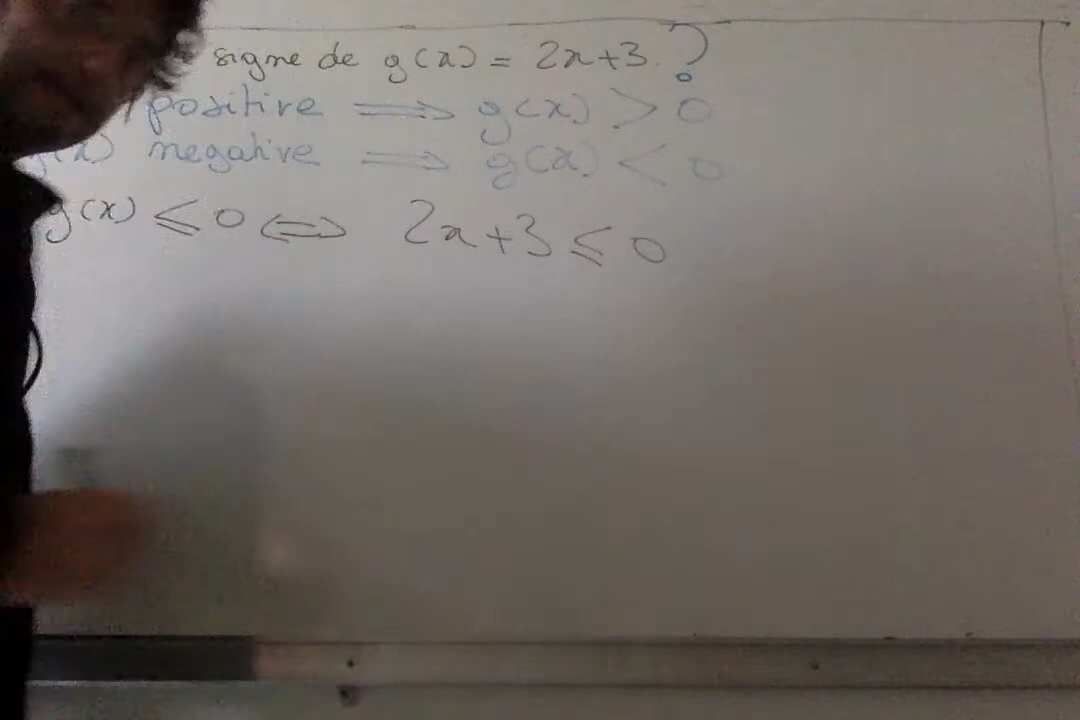 signe de g(x) = 2x+3. ?
positive ⟹ g(x) > 0
g(x) negative ⟹ g(x) < 0
g(x) ≤ 0 ⟺ 2x+3 ≤ 0